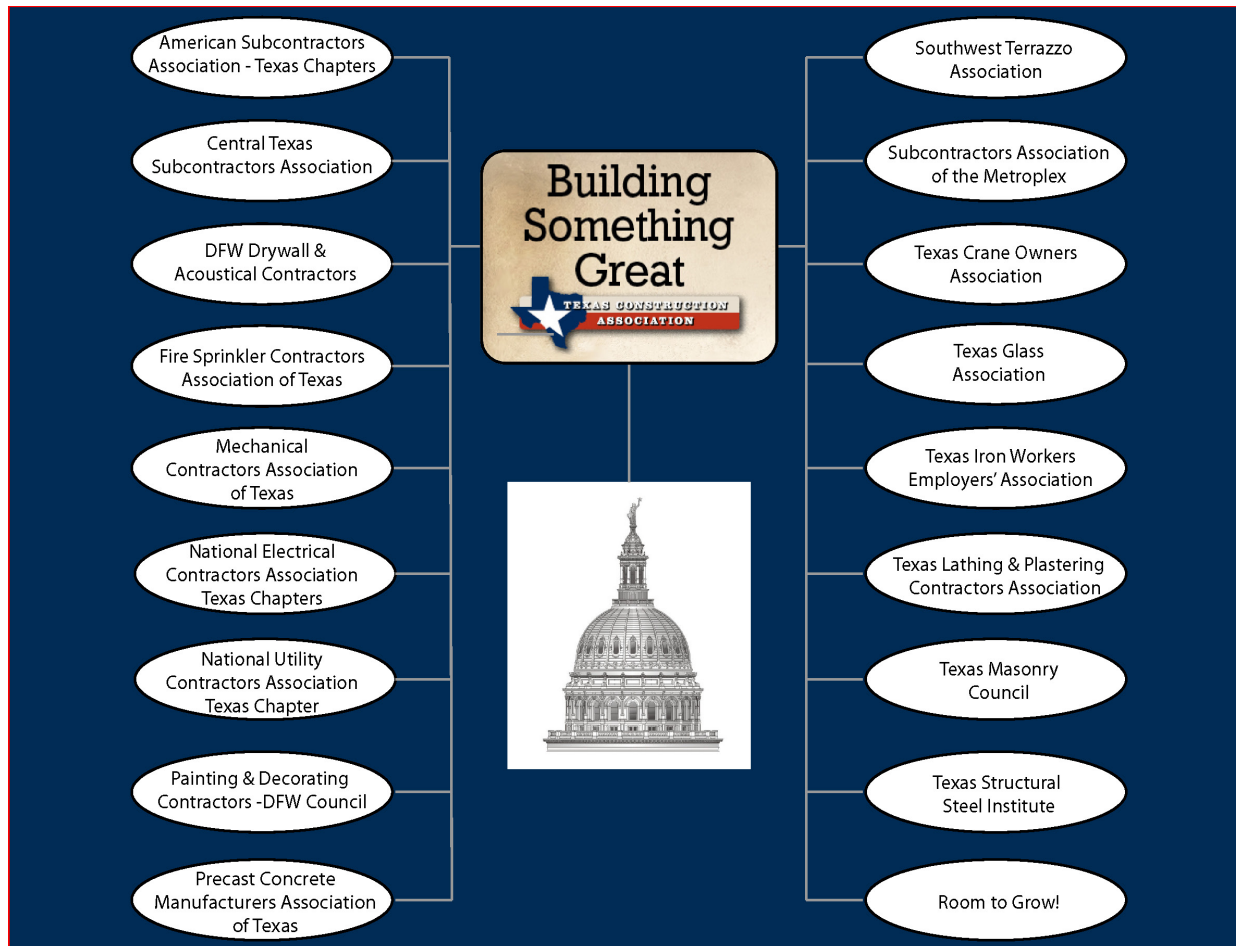 American Subcontractors
Association - Texas Chapters
Central Texas
Subcontractors Association
DFW Drywall &
Acoustical Contractors
Fire Sprinkler Contractors
Association of Texas
Mechanical
Contractors Association
of Texas
National Electrical
Contractors Association
Texas Chapters
National Utility
Contractors Association
Texas Chapter
Painting & Decorating
Contractors -DFW Council
Precast Concrete
Manufacturers Association
of Texas
Building
Something
Great
TEXAS CONSTRUCTION
ASSOCIATION
Southwest Terrazzo
Association
Subcontractors Association
of the Metroplex
Texas Crane Owners
Association
Texas Glass
Association
Texas Iron Workers
Employers’ Association
Texas Lathing & Plastering
Contractors Association
Texas Masonry
Council
Texas Structural
Steel Institute
Room to Grow!